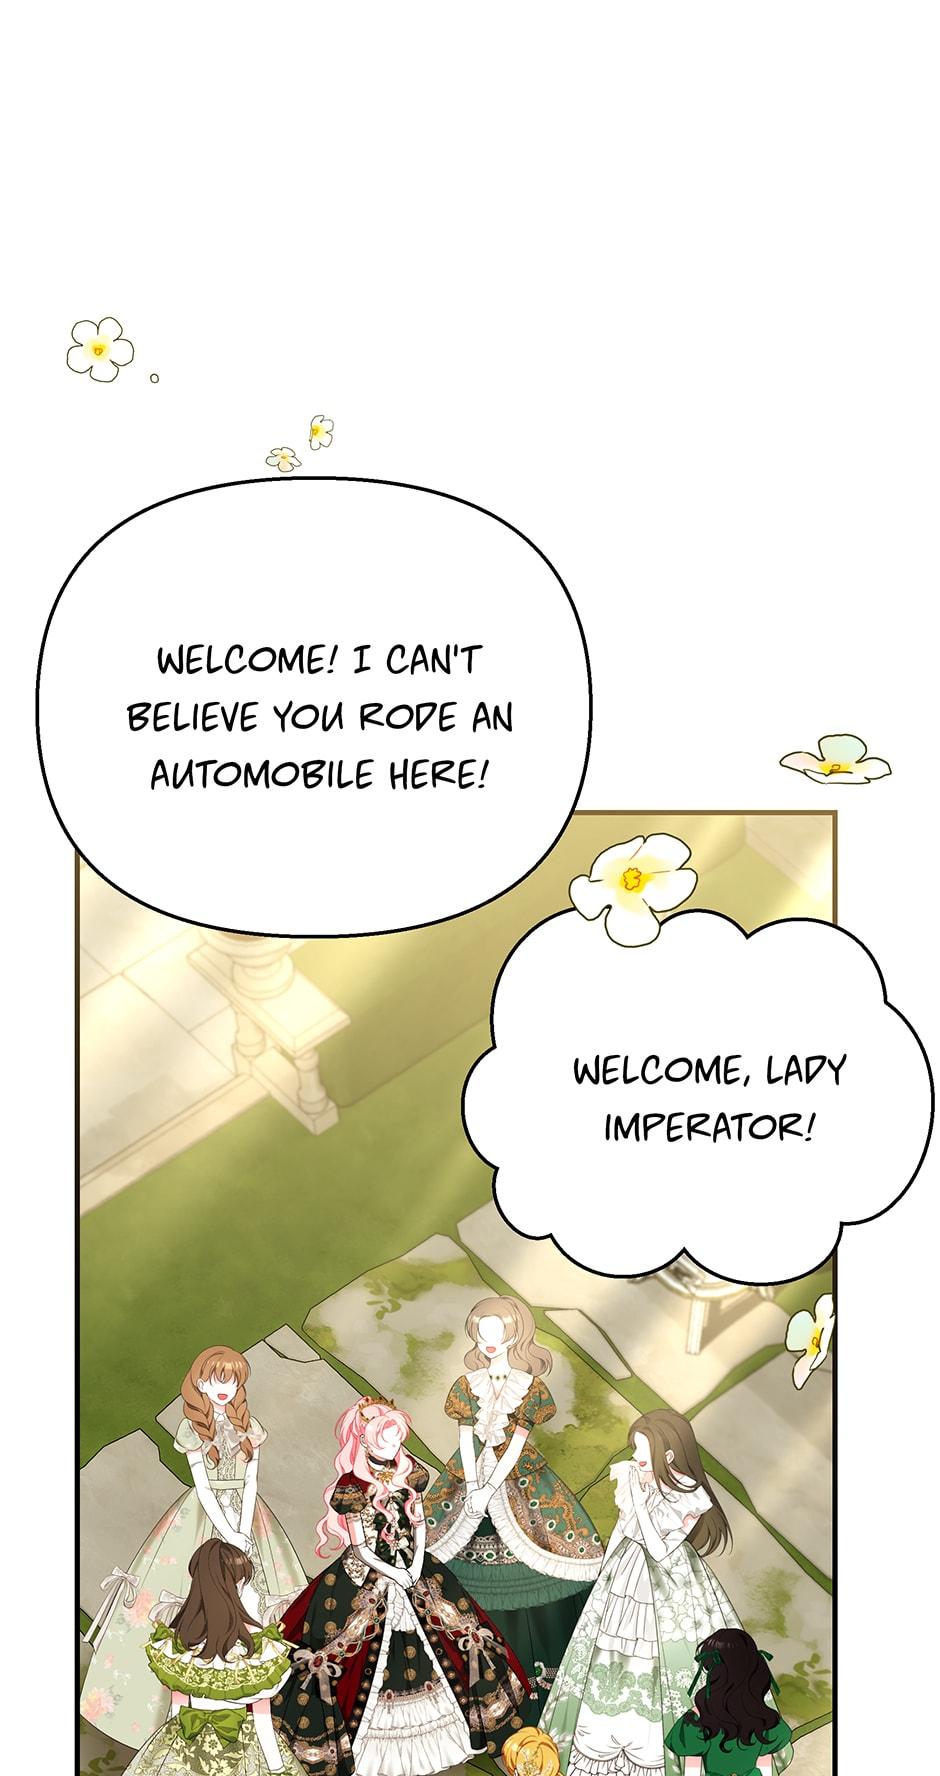 WELCOME! I CAN'T
BELIEVE YOU RODE AN
AUTOMOBILE HERE!
WELCOME, LADY
IMPERATOR!